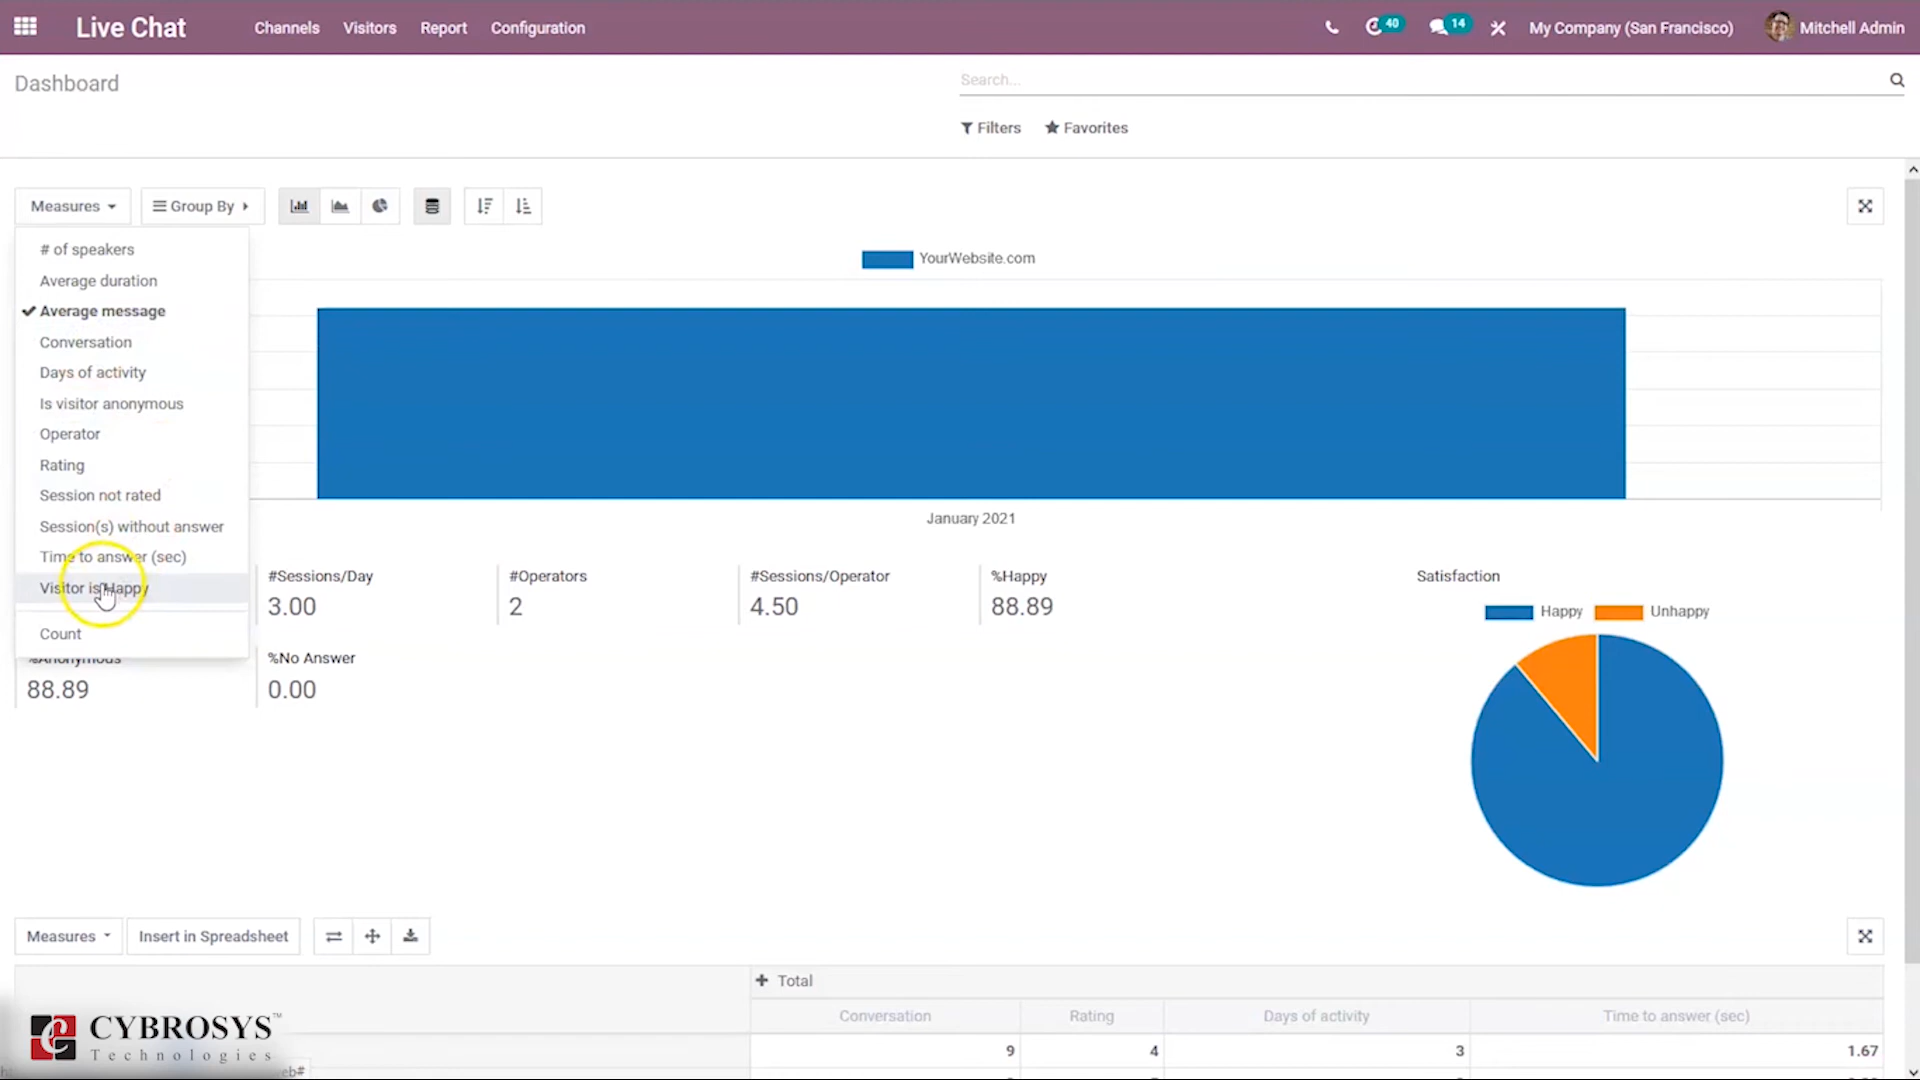 Live Chat
Channels
Visitors
Report
Configuration
40
14
My Company (San Francisco)
Mitchell Admin
Dashboard
Search...
Filters
Favorites
Measures
Group By
# of speakers
Average duration
Average message
Conversation
Days of activity
Is visitor anonymous
Operator
Rating
Session not rated
Session(s) without answer
Time to answer (sec)
Visitor is Happy
Count
YourWebsite.com
January 2021
#Sessions/Day
3.00
#Operators
2
#Sessions/Operator
4.50
%Happy
88.89
%Anonymous
88.89
%No Answer
0.00
Satisfaction
Happy
Unhappy
Measures
Insert in Spreadsheet
Total
Conversation
Rating
Days of activity
Time to answer (sec)
9
4
3
1.67
CYBROSYS™
Technologies